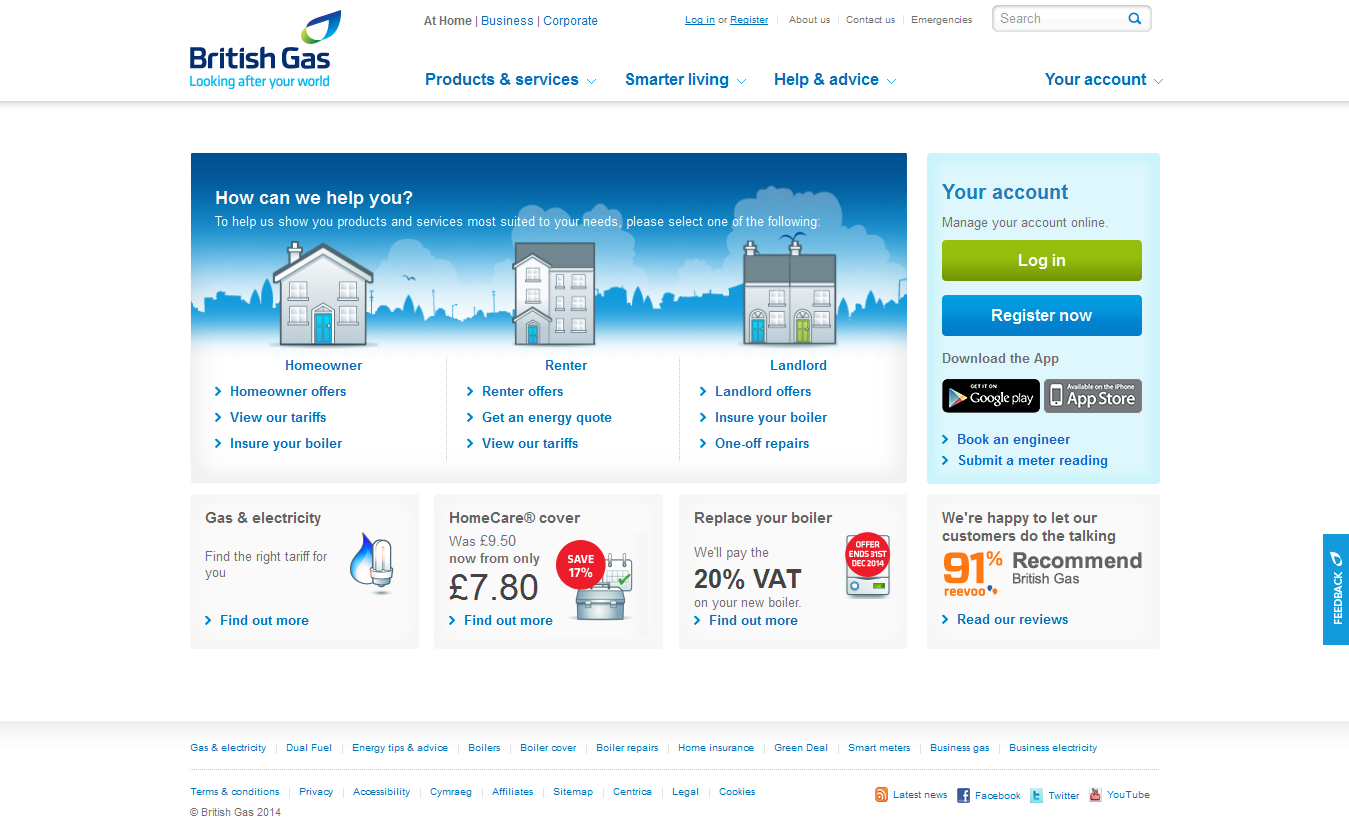 British Gas
Looking after your world
At Home | Business | Corporate
Log in or Register
About us
Contact us
Emergencies
Search
Products & services
Smarter living
Help & advice
Your account
How can we help you?
To help us show you products and services most suited to your needs, please select one of the following:
Homeowner
Homeowner offers
View our tariffs
Insure your boiler
Renter
Renter offers
Get an energy quote
View our tariffs
Landlord
Landlord offers
Insure your boiler
One-off repairs
Your account
Manage your account online.
Log in
Register now
Download the App
GET IT ON
Google play
Available on the iPhone
App Store
Book an engineer
Submit a meter reading
Gas & electricity
Find the right tariff for
you
Find out more
HomeCare® cover
Was £9.50
now from only
£7.80
SAVE
17%
Find out more
Replace your boiler
We'll pay the
20% VAT
on your new boiler.
OFFER
ENDS 31ST
DEC 2014
Find out more
We're happy to let our
customers do the talking
91%
reevoo
Recommend
British Gas
Read our reviews
FEEDBACK
Gas & electricity
Dual Fuel
Energy tips & advice
Boilers
Boiler cover
Boiler repairs
Home insurance
Green Deal
Smart meters
Business gas
Business electricity
Terms & conditions
Privacy
Accessibility
Cymraeg
Affiliates
Sitemap
Centrica
Legal
Cookies
Latest news
Facebook
Twitter
YouTube
© British Gas 2014